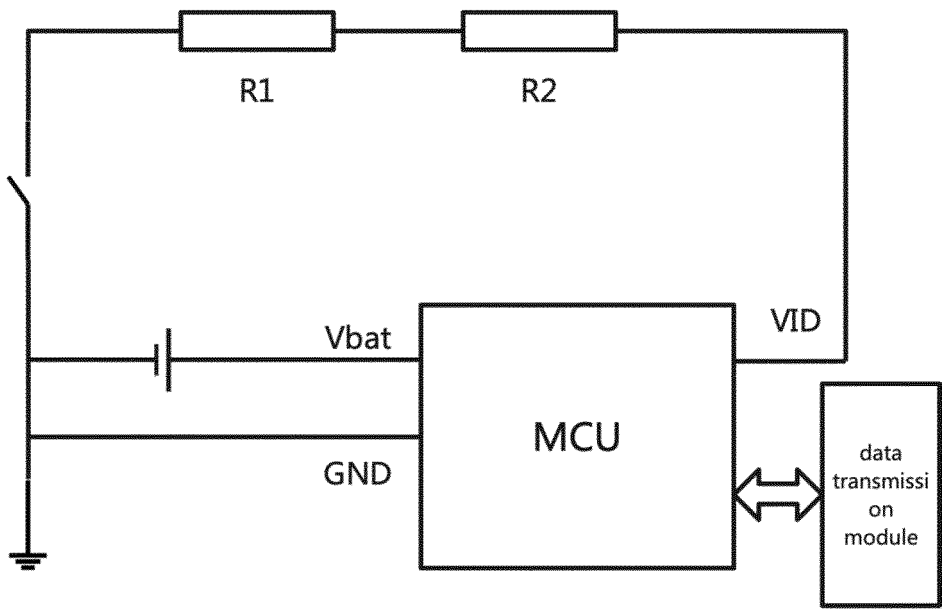 R1
R2
Vbat
VID
MCU
GND
data
transmissi
on
module